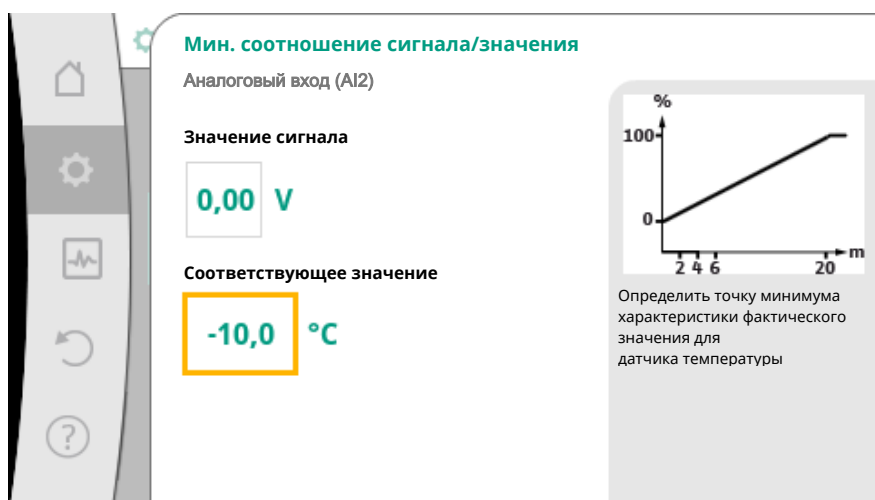 Мин. соотношение сигнала/значения
Аналоговый вход (AI2)
Значение сигнала
0,00 V
Соответствующее значение
-10,0 °C
%
100
0
2 4 6 20
m
Определить точку минимума
характеристики фактического
значения для
датчика температуры
?